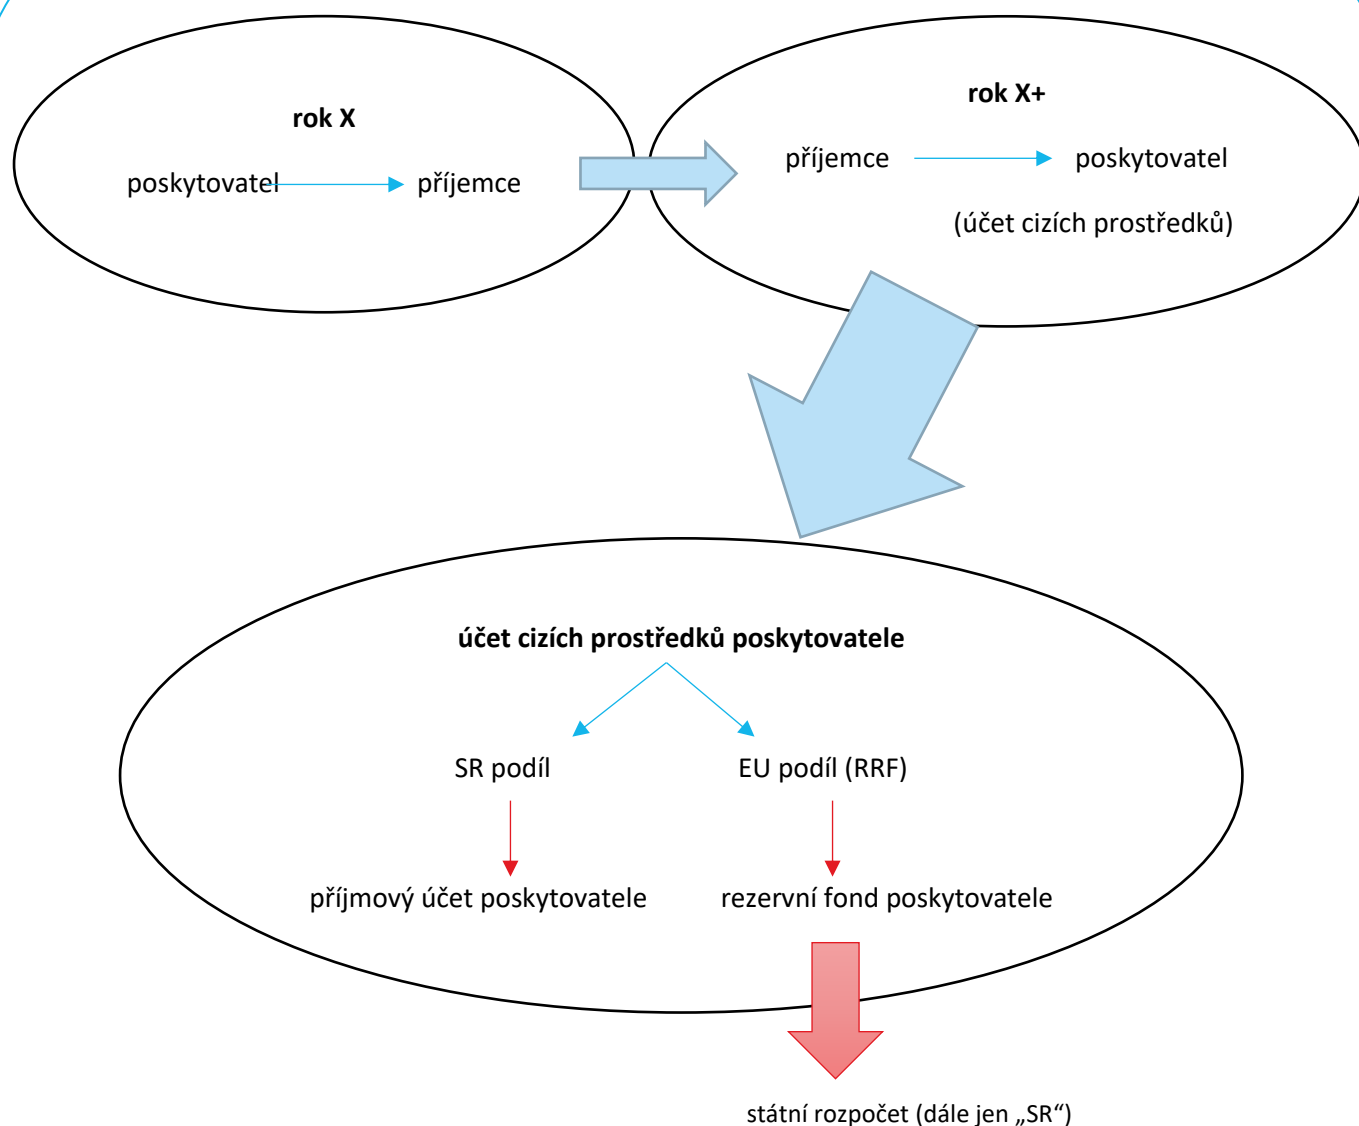 rok X
poskytovatel
příjemce
rok X+
příjemce
poskytovatel
(účet cizích prostředků)
účet cizích prostředků poskytovatele
SR podíl
EU podíl (RRF)
příjmový účet poskytovatele
rezervní fond poskytovatele
státní rozpočet (dále jen „SR“)